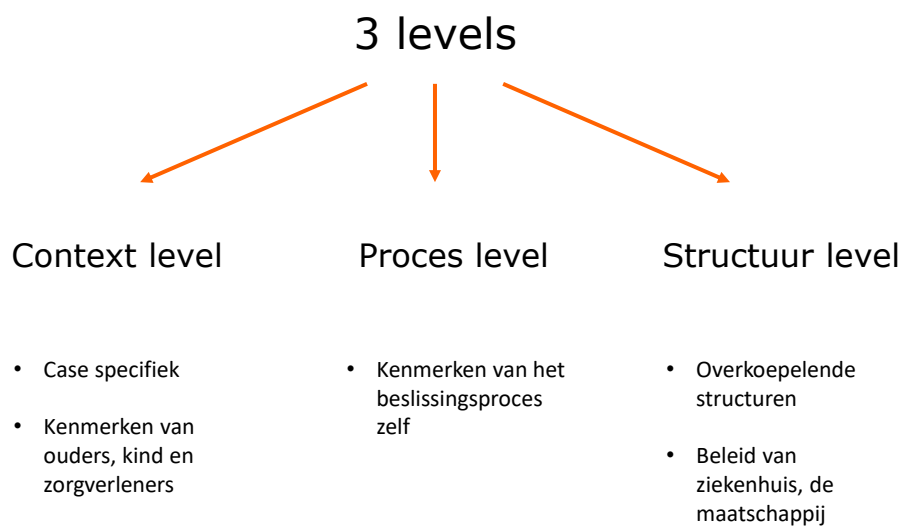 3 levels
Context level
Proces level
Structuur level
• Case specifiek
• Kenmerken van
ouders, kind en
zorgverleners
• Kenmerken van het
beslissingsproces
zelf
• Overkoepelende
structuren
• Beleid van
ziekenhuis, de
maatschappij